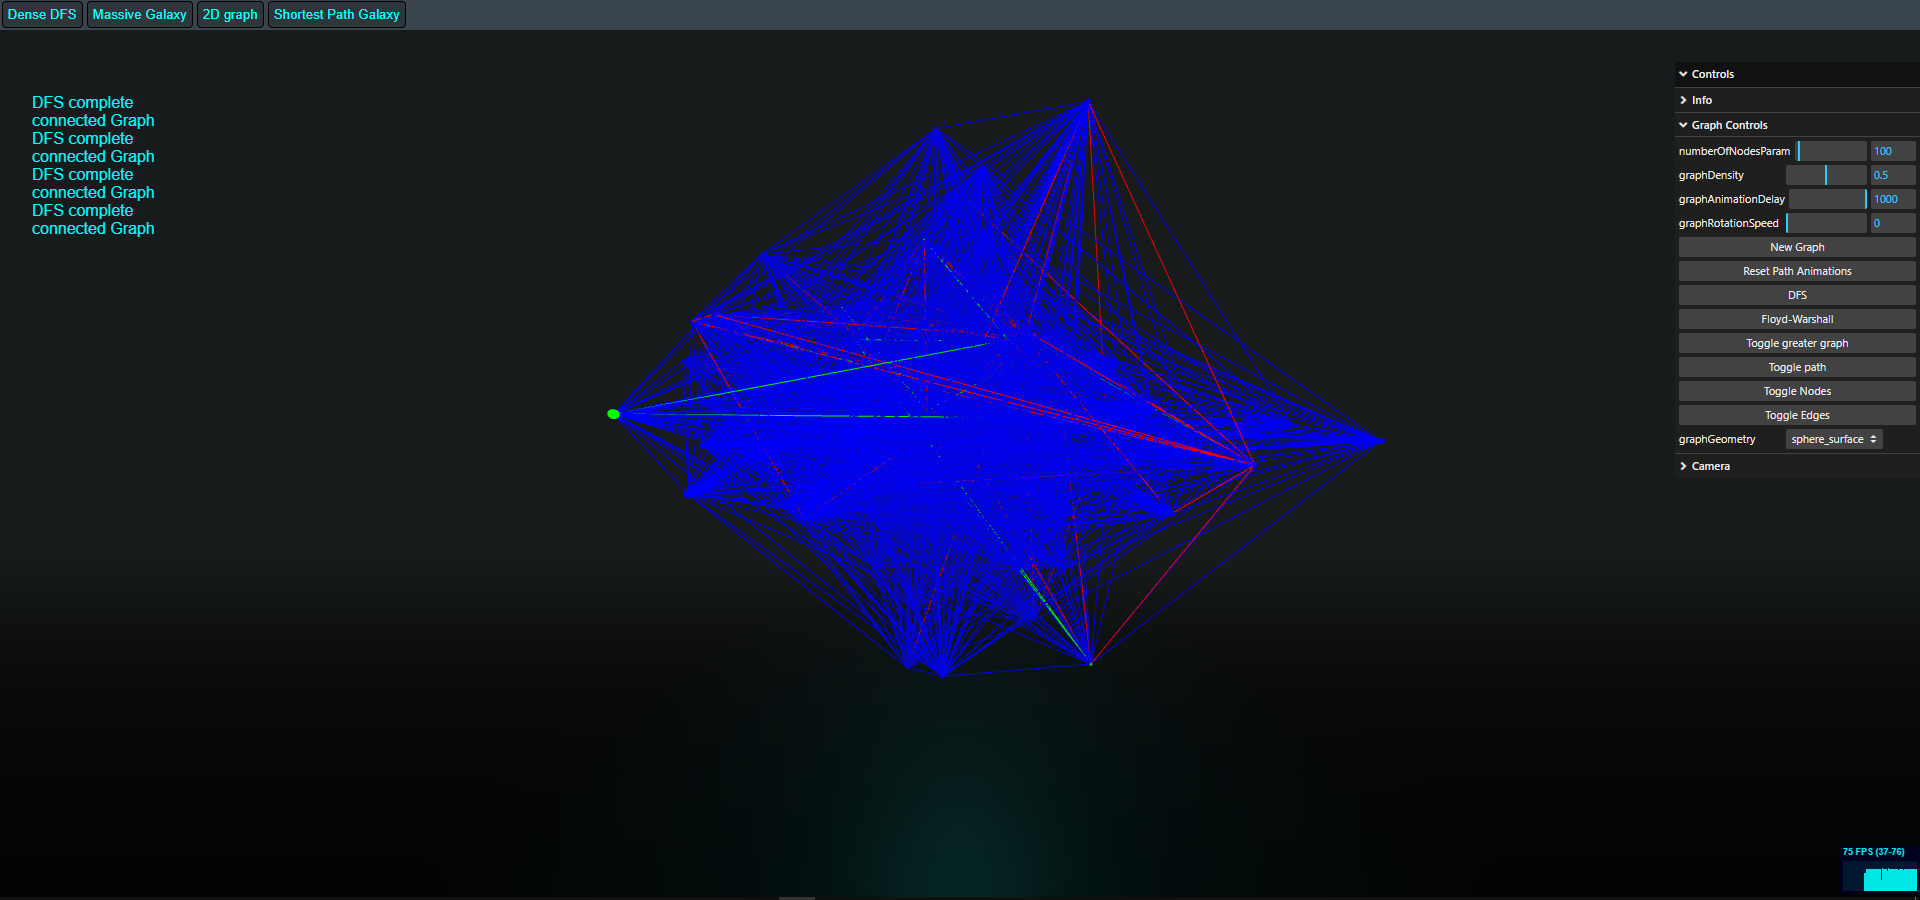 Dense DFS Massive Galaxy 2D graph Shortest Path Galaxy
DFS complete
connected Graph
DFS complete
connected Graph
DFS complete
connected Graph
DFS complete
connected Graph
Controls
Info
Graph Controls
numberOfNodesParam 100
graphDensity 0.5
graphAnimationDelay 1000
graphRotationSpeed 0
New Graph
Reset Path Animations
DFS
Floyd-Warshall
Toggle greater graph
Toggle path
Toggle Nodes
Toggle Edges
graphGeometry sphere_surface
Camera
75 FPS (37-76)